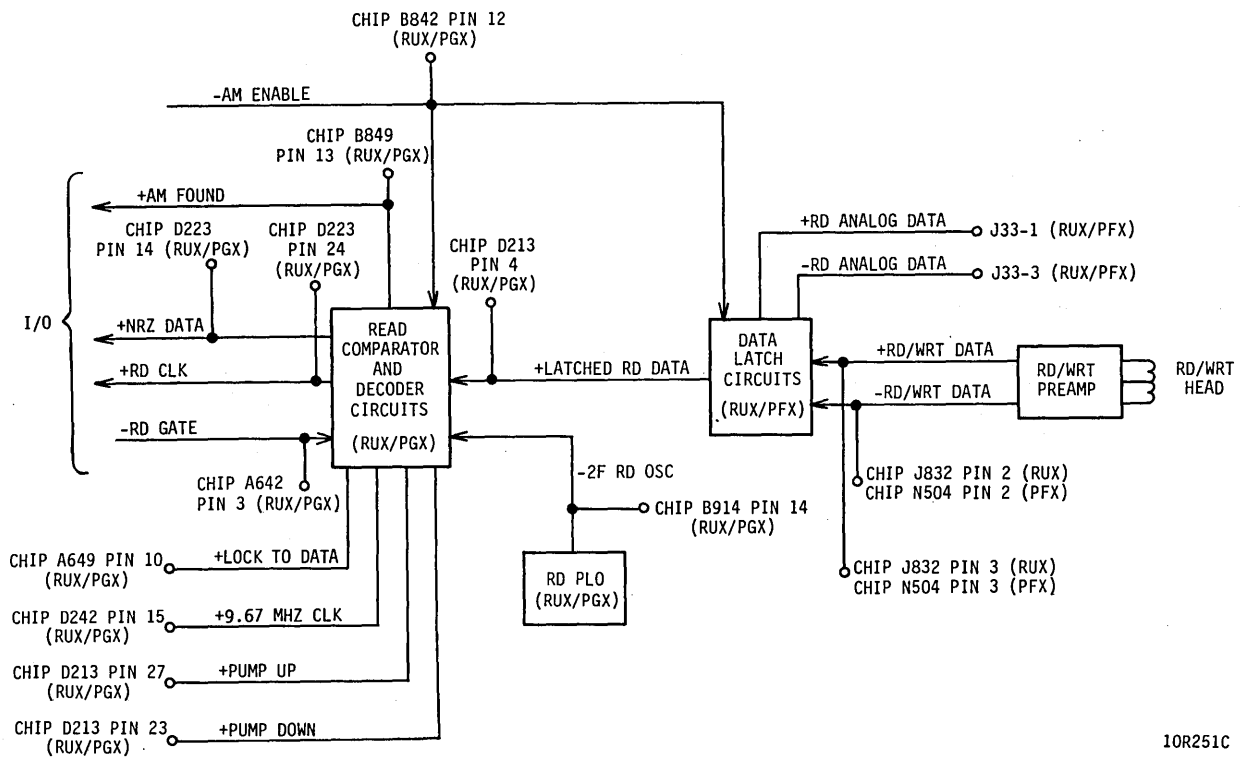 CHIP B842 PIN 12
(RUX/PGX)
-AM ENABLE
CHIP B849
PIN 13 (RUX/PGX)
+AM FOUND
CHIP D223
PIN 14 (RUX/PGX)
CHIP D223
PIN 24
(RUX/PGX)
CHIP D213
PIN 4
(RUX/PGX)
+RD ANALOG DATA
J33-1 (RUX/PFX)
-RD ANALOG DATA
J33-3 (RUX/PFX)
I/O
+NRZ DATA
+RD CLK
-RD GATE
READ
COMPARATOR
AND
DECODER
CIRCUITS
(RUX/PGX)
+LATCHED RD DATA
DATA
LATCH
CIRCUITS
(RUX/PFX)
+RD/WRT DATA
-RD/WRT DATA
RD/WRT
PREAMP
RD/WRT
HEAD
CHIP A642
PIN 3 (RUX/PGX)
-2F RD OSC
CHIP B914 PIN 14
(RUX/PGX)
CHIP J832 PIN 2 (RUX)
CHIP N504 PIN 2 (PFX)
CHIP A649 PIN 10
(RUX/PGX)
+LOCK TO DATA
RD PLO
(RUX/PGX)
CHIP J832 PIN 3 (RUX)
CHIP N504 PIN 3 (PFX)
CHIP D242 PIN 15
(RUX/PGX)
+9.67 MHZ CLK
CHIP D213 PIN 27
(RUX/PGX)
+PUMP UP
CHIP D213 PIN 23
(RUX/PGX)
+PUMP DOWN
10R251C